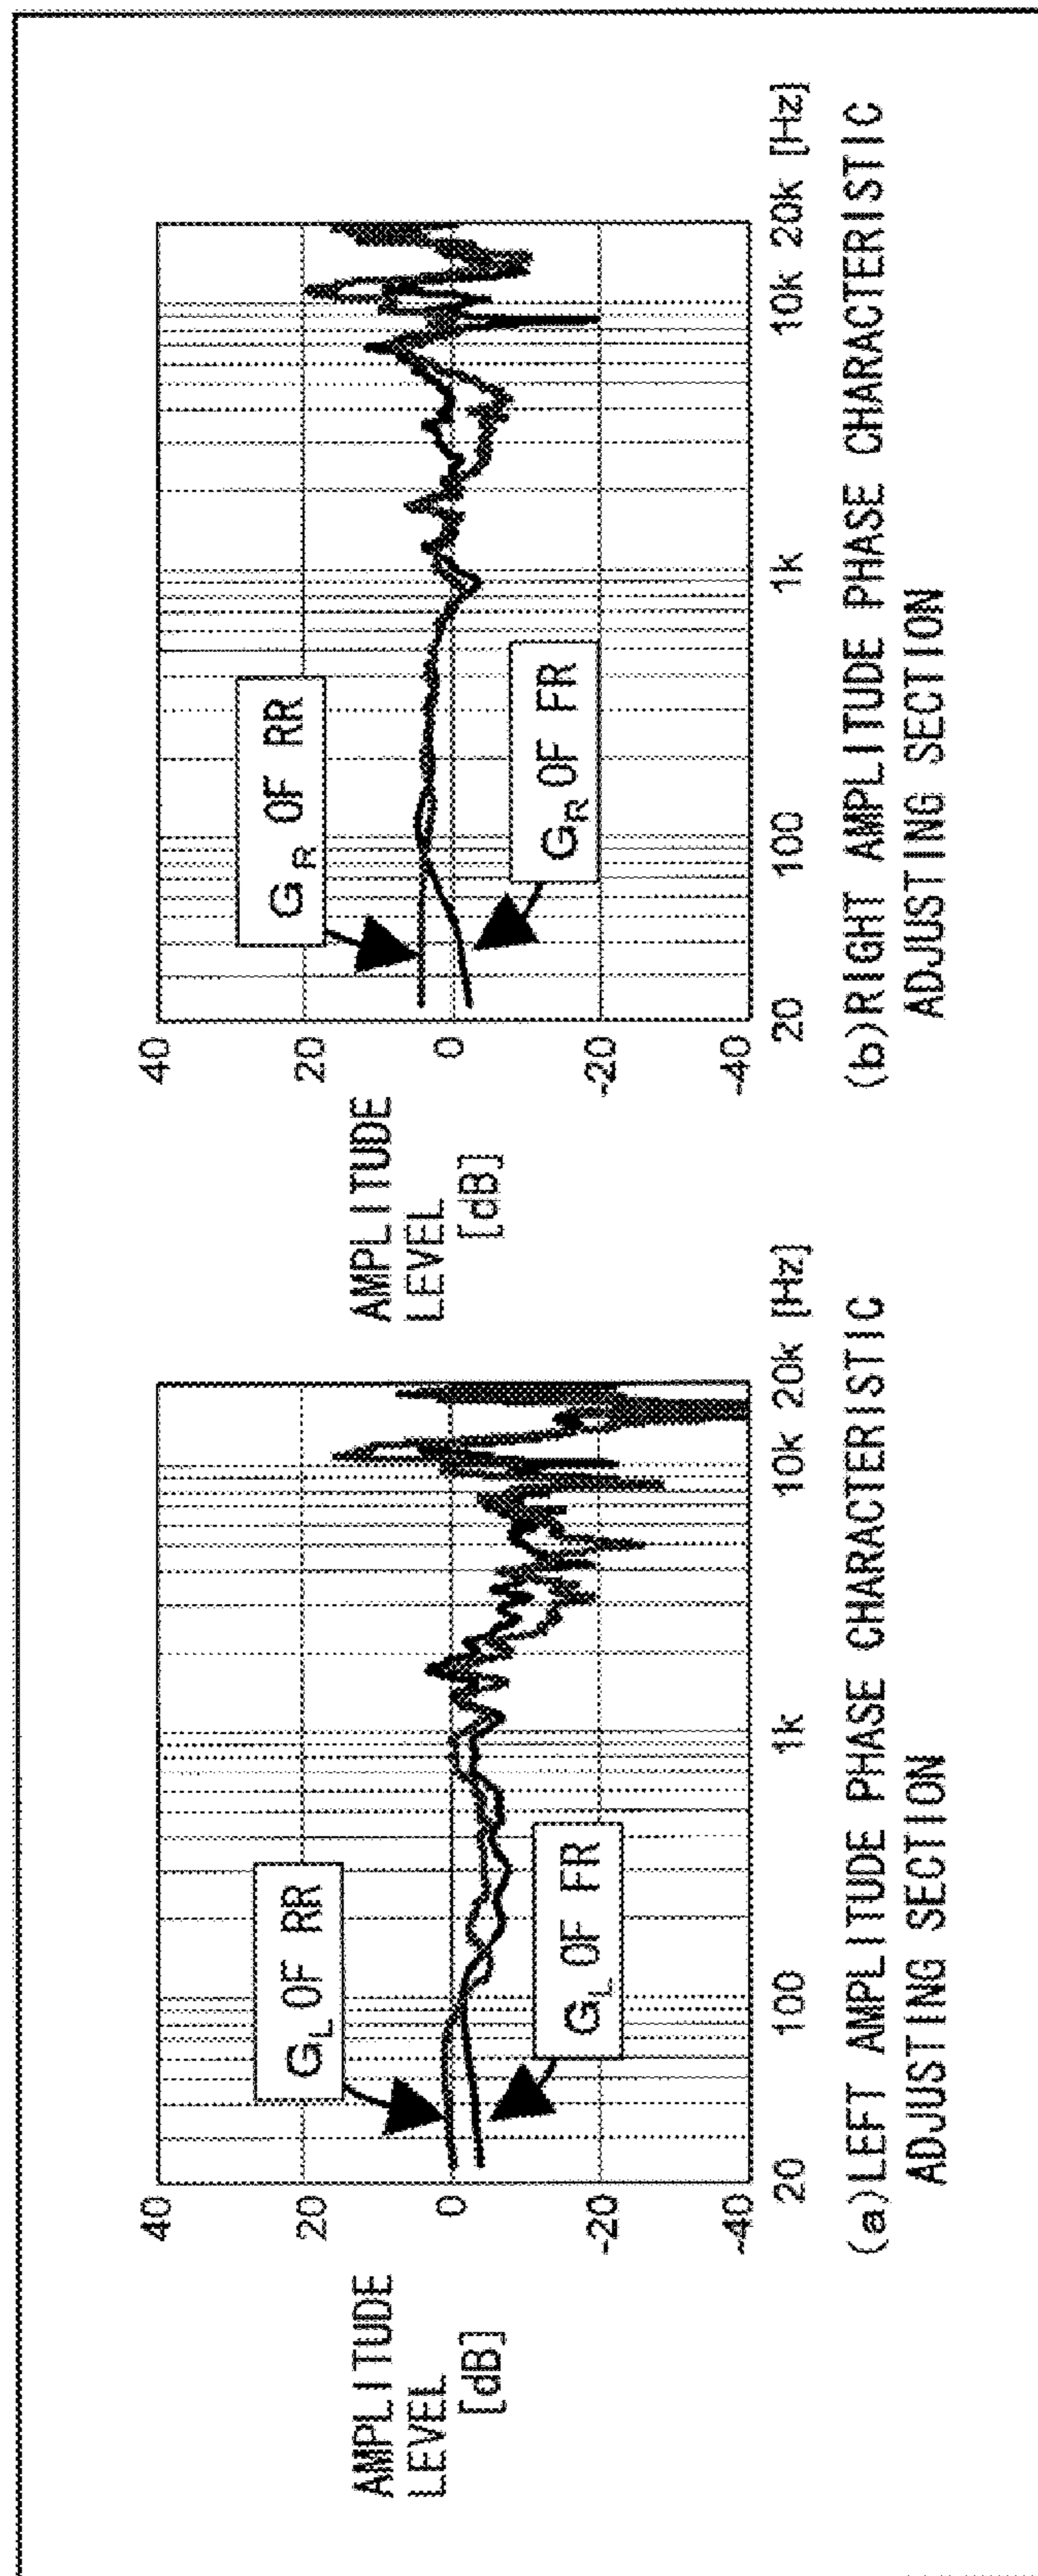 AMPLITUDE
LEVEL
[dB]
40
20
0
-20
-40
G_L OF RR
G_L OF FR
20
100
1k
10k
20k [Hz]
(a)LEFT AMPLITUDE PHASE CHARACTERISTIC
ADJUSTING SECTION
AMPLITUDE
LEVEL
[dB]
40
20
0
-20
-40
G_R OF RR
G_R OF FR
20
100
1k
10k
20k [Hz]
(b)RIGHT AMPLITUDE PHASE CHARACTERISTIC
ADJUSTING SECTION